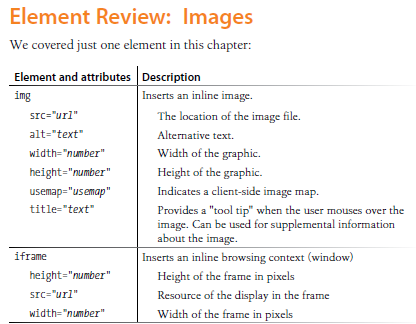 Element Review: Images
We covered just one element in this chapter:
Element and attributes Description
img Inserts an inline image.
src="url" The location of the image file.
alt="text" Alternative text.
width="number" Width of the graphic.
height="number" Height of the graphic.
usemap="usemap" Indicates a client-side image map.
title="text" Provides a "tool tip" when the user mouses over the
image. Can be used for supplemental information
about the image.
iframe Inserts an inline browsing context (window)
height="number" Height of the frame in pixels
src="url" Resource of the display in the frame
width="number" Width of the frame in pixels